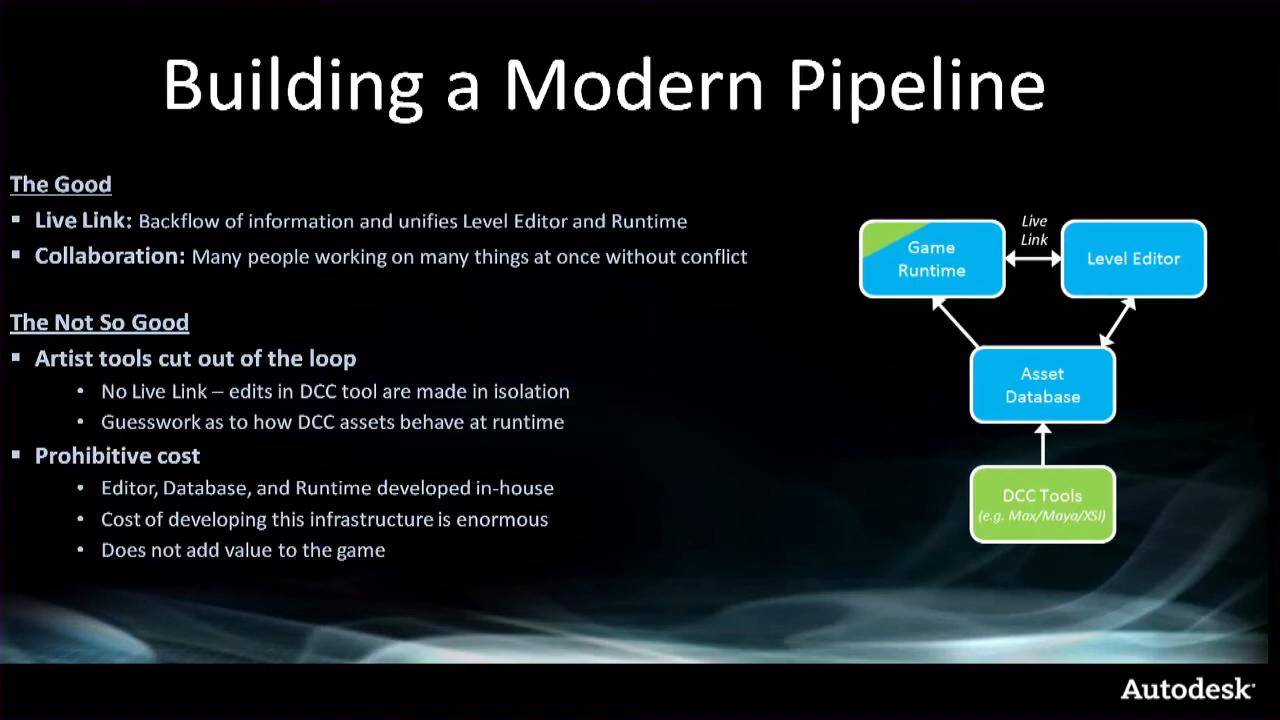 Building a Modern Pipeline
The Good
▪ Live Link: Backflow of information and unifies Level Editor and Runtime
▪ Collaboration: Many people working on many things at once without conflict
The Not So Good
▪ Artist tools cut out of the loop
• No Live Link – edits in DCC tool are made in isolation
• Guesswork as to how DCC assets behave at runtime
▪ Prohibitive cost
• Editor, Database, and Runtime developed in-house
• Cost of developing this infrastructure is enormous
• Does not add value to the game
Live
Link
Game
Runtime
Level Editor
Asset
Database
DCC Tools
(e.g. Max/Maya/XSI)
Autodesk